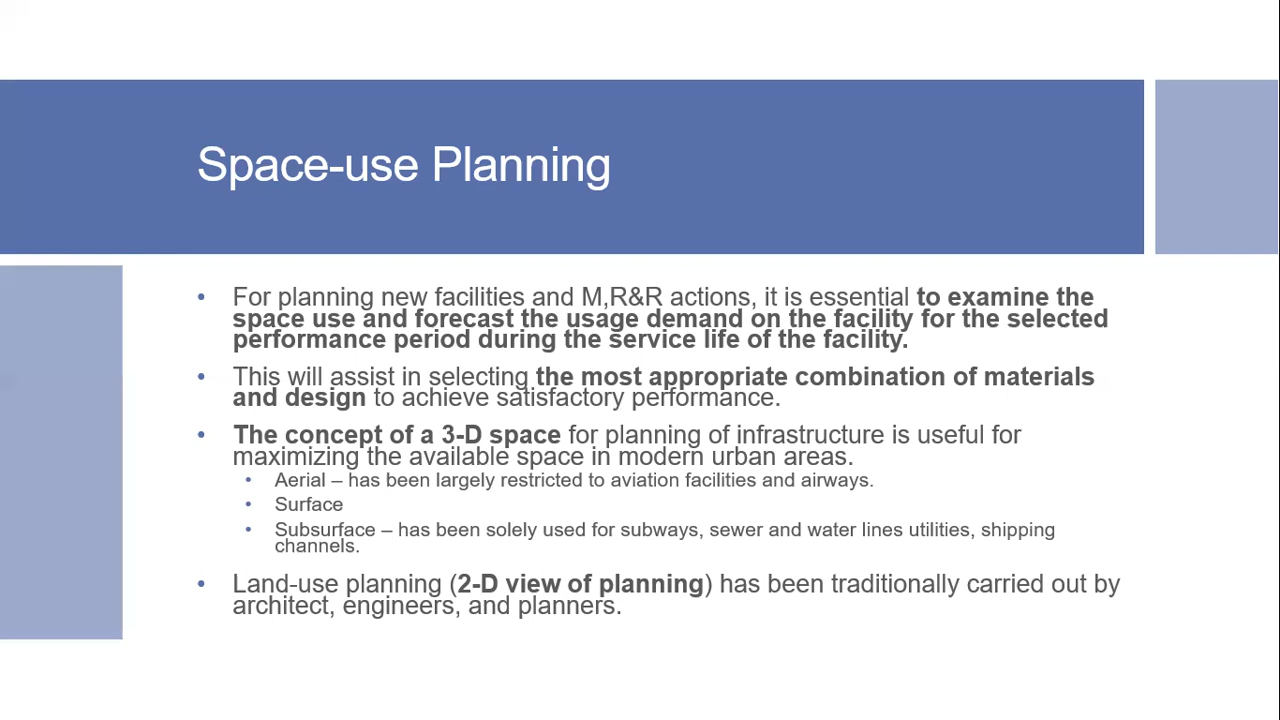 Space-use Planning
• For planning new facilities and M,R&R actions, it is essential to examine the
space use and forecast the usage demand on the facility for the selected
performance period during the service life of the facility.
• This will assist in selecting the most appropriate combination of materials
and design to achieve satisfactory performance.
• The concept of a 3-D space for planning of infrastructure is useful for
maximizing the available space in modern urban areas.
• Aerial – has been largely restricted to aviation facilities and airways.
• Surface
• Subsurface – has been solely used for subways, sewer and water lines utilities, shipping
channels.
• Land-use planning (2-D view of planning) has been traditionally carried out by
architect, engineers, and planners.